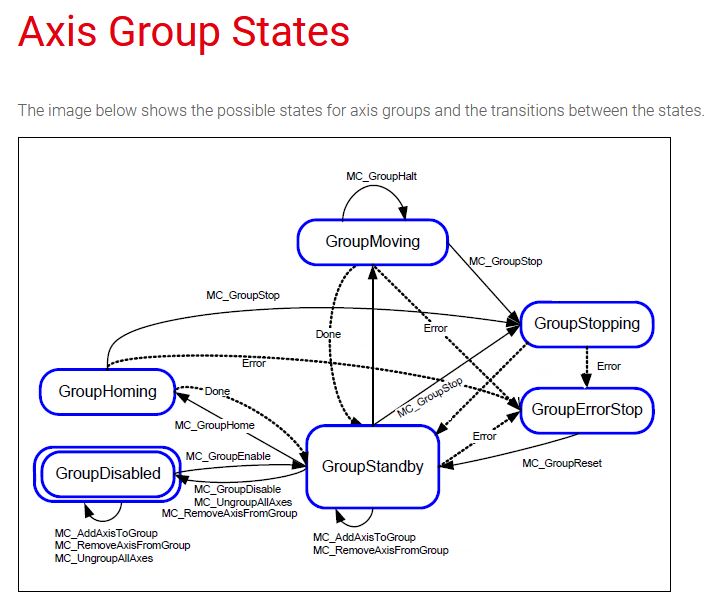 Axis Group States
The image below shows the possible states for axis groups and the transitions between the states.
MC_GroupHalt
GroupMoving
MC_GroupStop
MC_GroupStop
GroupStopping
Done
Error
Error
Error
GroupHoming
Done
MC_GroupStop
GroupErrorStop
MC_GroupHome
Error
MC_GroupEnable
GroupStandby
MC_GroupReset
GroupDisabled
MC_GroupDisable
MC_UngroupAllAxes
MC_RemoveAxisFromGroup
MC_AddAxisToGroup
MC_RemoveAxisFromGroup
MC_UngroupAllAxes
MC_AddAxisToGroup
MC_RemoveAxisFromGroup